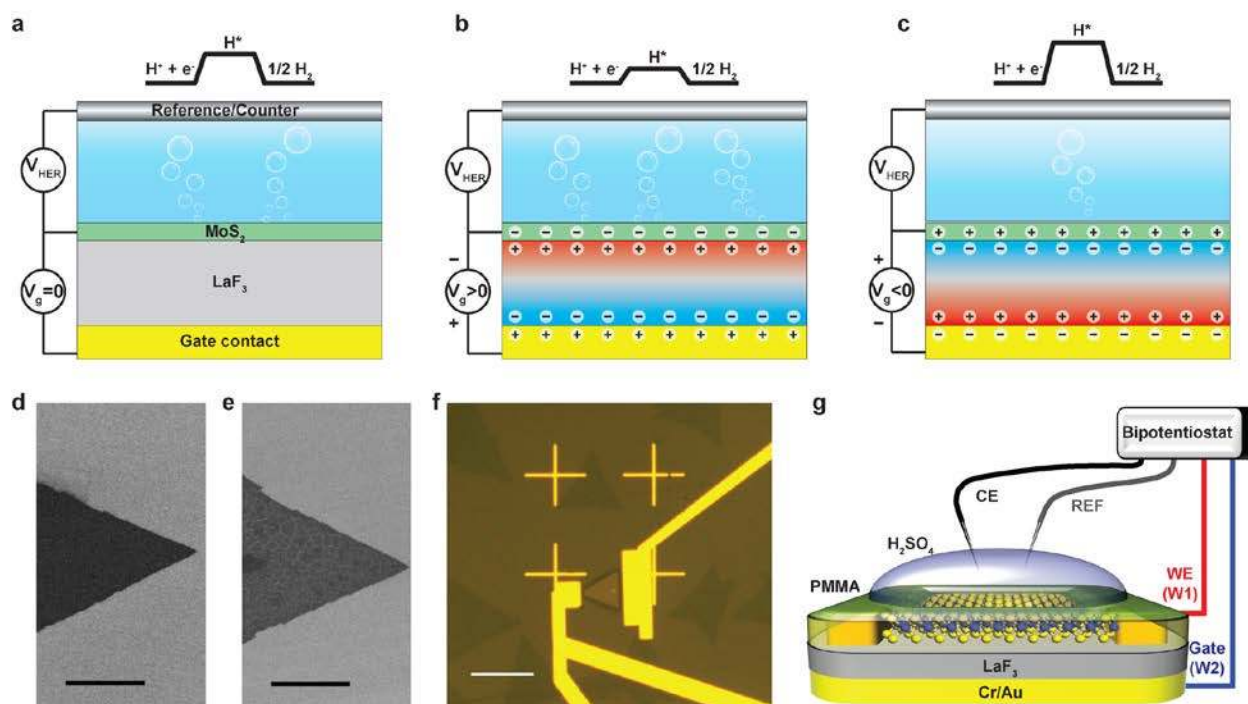 a
H*
H⁺ + e⁻
1/2 H₂
Reference/Counter
V_HER
MoS₂
V_g=0
LaF₃
Gate contact
b
H*
H⁺ + e⁻
1/2 H₂
V_HER
− − − − − − − − − −
+ + + + + + + + + +
−
V_g>0
+
− − − − − − − − − −
+ + + + + + + + + +
c
H*
H⁺ + e⁻
1/2 H₂
V_HER
+ + + + + + + + + +
− − − − − − − − − −
+
V_g<0
−
+ + + + + + + + + +
− − − − − − − − − −
d
e
f
g
Bipotentiostat
CE
REF
H₂SO₄
PMMA
WE
(W1)
Gate
(W2)
LaF₃
Cr/Au